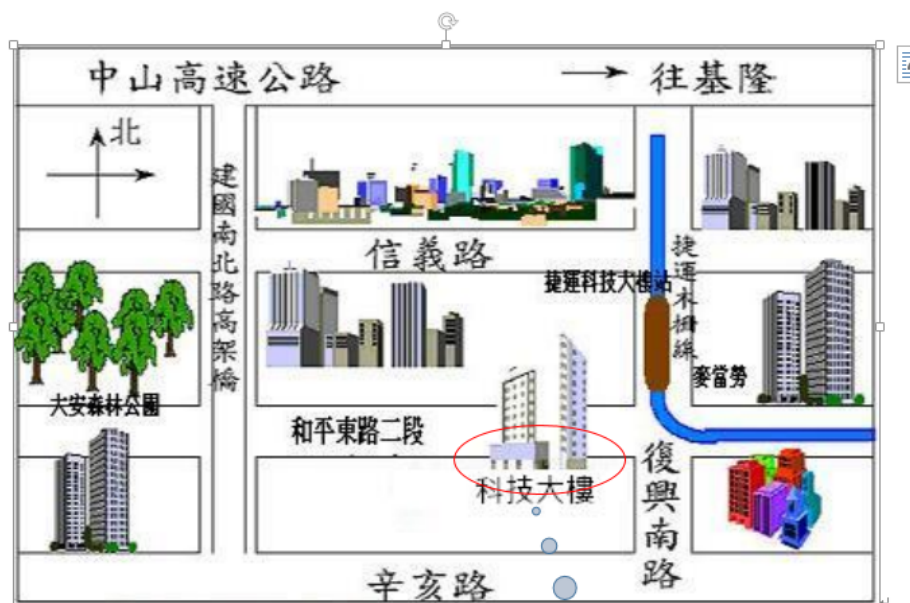 中山高速公路
往基隆
北
建國南北路高架橋
信義路
捷運木柵線
捷運科技大樓站
麥當勞
大安森林公園
和平東路二段
科技大樓
復興南路
辛亥路